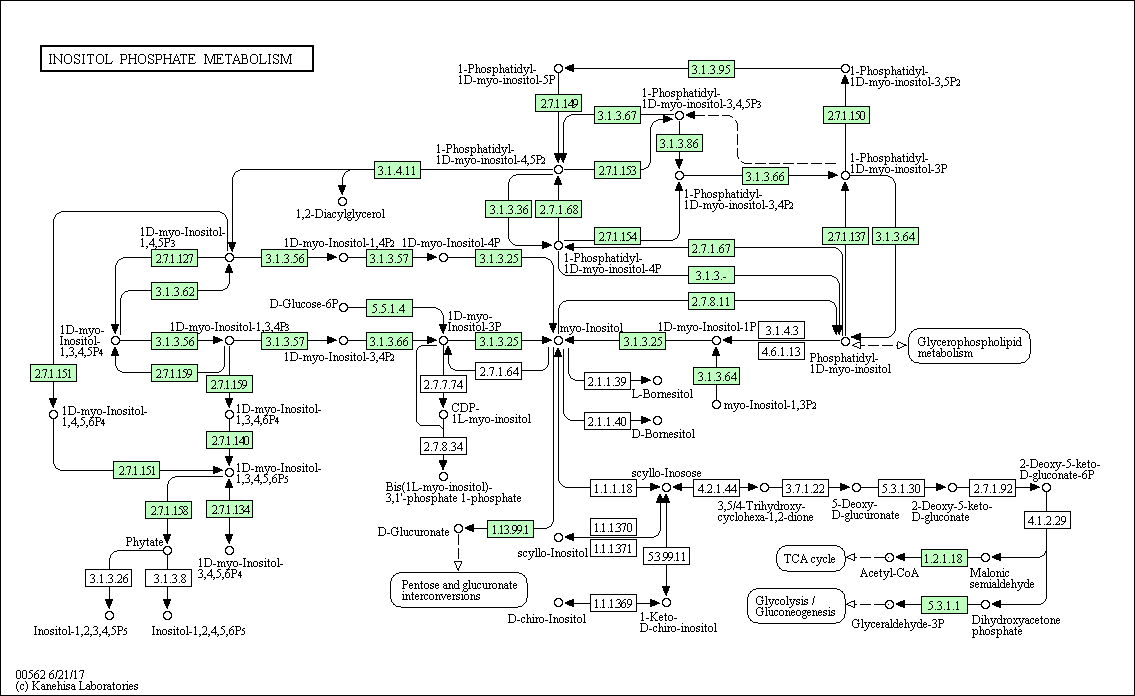 INOSITOL PHOSPHATE METABOLISM
1-Phosphatidyl-
1D-myo-inositol-5P
3.1.3.95
1-Phosphatidyl-
1D-myo-inositol-3,5P2
2.7.1.149
1-Phosphatidyl-
1D-myo-inositol-3,4,5P3
3.1.3.67
2.7.1.150
3.1.3.86
1-Phosphatidyl-
1D-myo-inositol-4,5P2
3.1.4.11
2.7.1.153
3.1.3.66
1-Phosphatidyl-
1D-myo-inositol-3P
1,2-Diacylglycerol
3.1.3.36
2.7.1.68
1-Phosphatidyl-
1D-myo-inositol-3,4P2
1D-myo-Inositol-
1,4,5P3
1D-myo-Inositol-1,4P2
1D-myo-Inositol-4P
2.7.1.154
2.7.1.67
2.7.1.137
3.1.3.64
2.7.1.127
3.1.3.56
3.1.3.57
3.1.3.25
1-Phosphatidyl-
1D-myo-inositol-4P
3.1.3.-
3.1.3.62
D-Glucose-6P
5.5.1.4
2.7.8.11
1D-myo-
Inositol-
1,3,4,5P4
1D-myo-Inositol-1,3,4P3
1D-myo-
Inositol-3P
myo-Inositol
1D-myo-Inositol-1P
3.1.4.3
4.6.1.13
3.1.3.56
3.1.3.57
3.1.3.66
3.1.3.25
3.1.3.25
1D-myo-Inositol-3,4P2
Phosphatidyl-
1D-myo-inositol
Glycerophospholipid
metabolism
2.7.1.151
2.7.1.159
2.7.1.159
2.7.7.74
2.7.1.64
2.1.1.39
L-Bornesitol
3.1.3.64
myo-Inositol-1,3P2
1D-myo-Inositol-
1,4,5,6P4
1D-myo-Inositol-
1,3,4,6P4
CDP-
1L-myo-inositol
2.1.1.40
D-Bornesitol
2.7.1.140
2.7.8.34
2.7.1.151
1D-myo-Inositol-
1,3,4,5,6P5
Bis(1L-myo-inositol)-
3,1'-phosphate 1-phosphate
scyllo-Inosose
1.1.1.18
4.2.1.44
3.7.1.22
5.3.1.30
2.7.1.92
2-Deoxy-5-keto-
D-gluconate-6P
3,5/4-Trihydroxy-
cyclohexa-1,2-dione
5-Deoxy-
D-glucuronate
2-Deoxy-5-keto-
D-gluconate
4.1.2.29
2.7.1.158
2.7.1.134
D-Glucuronate
1.13.99.1
1.1.1.370
1.1.1.371
scyllo-Inositol
5.3.99.11
Phytate
1D-myo-Inositol-
3,4,5,6P4
TCA cycle
Acetyl-CoA
1.2.1.18
Malonic
semialdehyde
3.1.3.26
3.1.3.8
Pentose and glucuronate
interconversions
D-chiro-Inositol
1.1.1.369
1-Keto-
D-chiro-inositol
Glycolysis /
Gluconeogenesis
Glyceraldehyde-3P
5.3.1.1
Dihydroxyacetone
phosphate
Inositol-1,2,3,4,5P5
Inositol-1,2,4,5,6P5
00562 6/21/17
(c) Kanehisa Laboratories